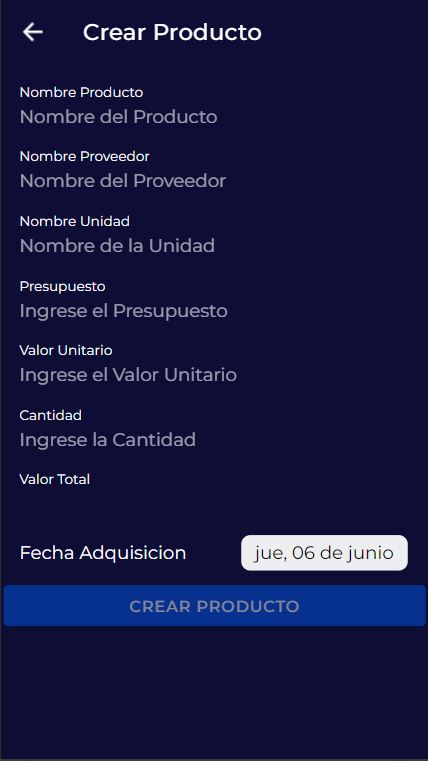 Crear Producto
Nombre Producto
Nombre del Producto
Nombre Proveedor
Nombre del Proveedor
Nombre Unidad
Nombre de la Unidad
Presupuesto
Ingrese el Presupuesto
Valor Unitario
Ingrese el Valor Unitario
Cantidad
Ingrese la Cantidad
Valor Total
Fecha Adquisicion jue, 06 de junio
CREAR PRODUCTO